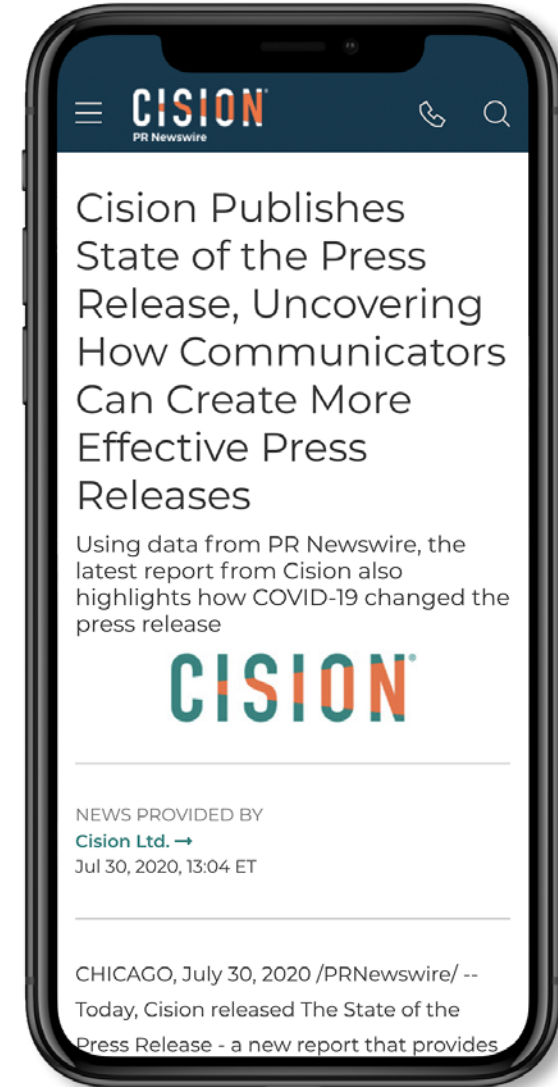 CISION®
PR Newswire
Cision Publishes
State of the Press
Release, Uncovering
How Communicators
Can Create More
Effective Press
Releases
Using data from PR Newswire, the
latest report from Cision also
highlights how COVID-19 changed the
press release
CISION®
NEWS PROVIDED BY
Cision Ltd. →
Jul 30, 2020, 13:04 ET
CHICAGO, July 30, 2020 /PRNewswire/ --
Today, Cision released The State of the
Press Release - a new report that provides